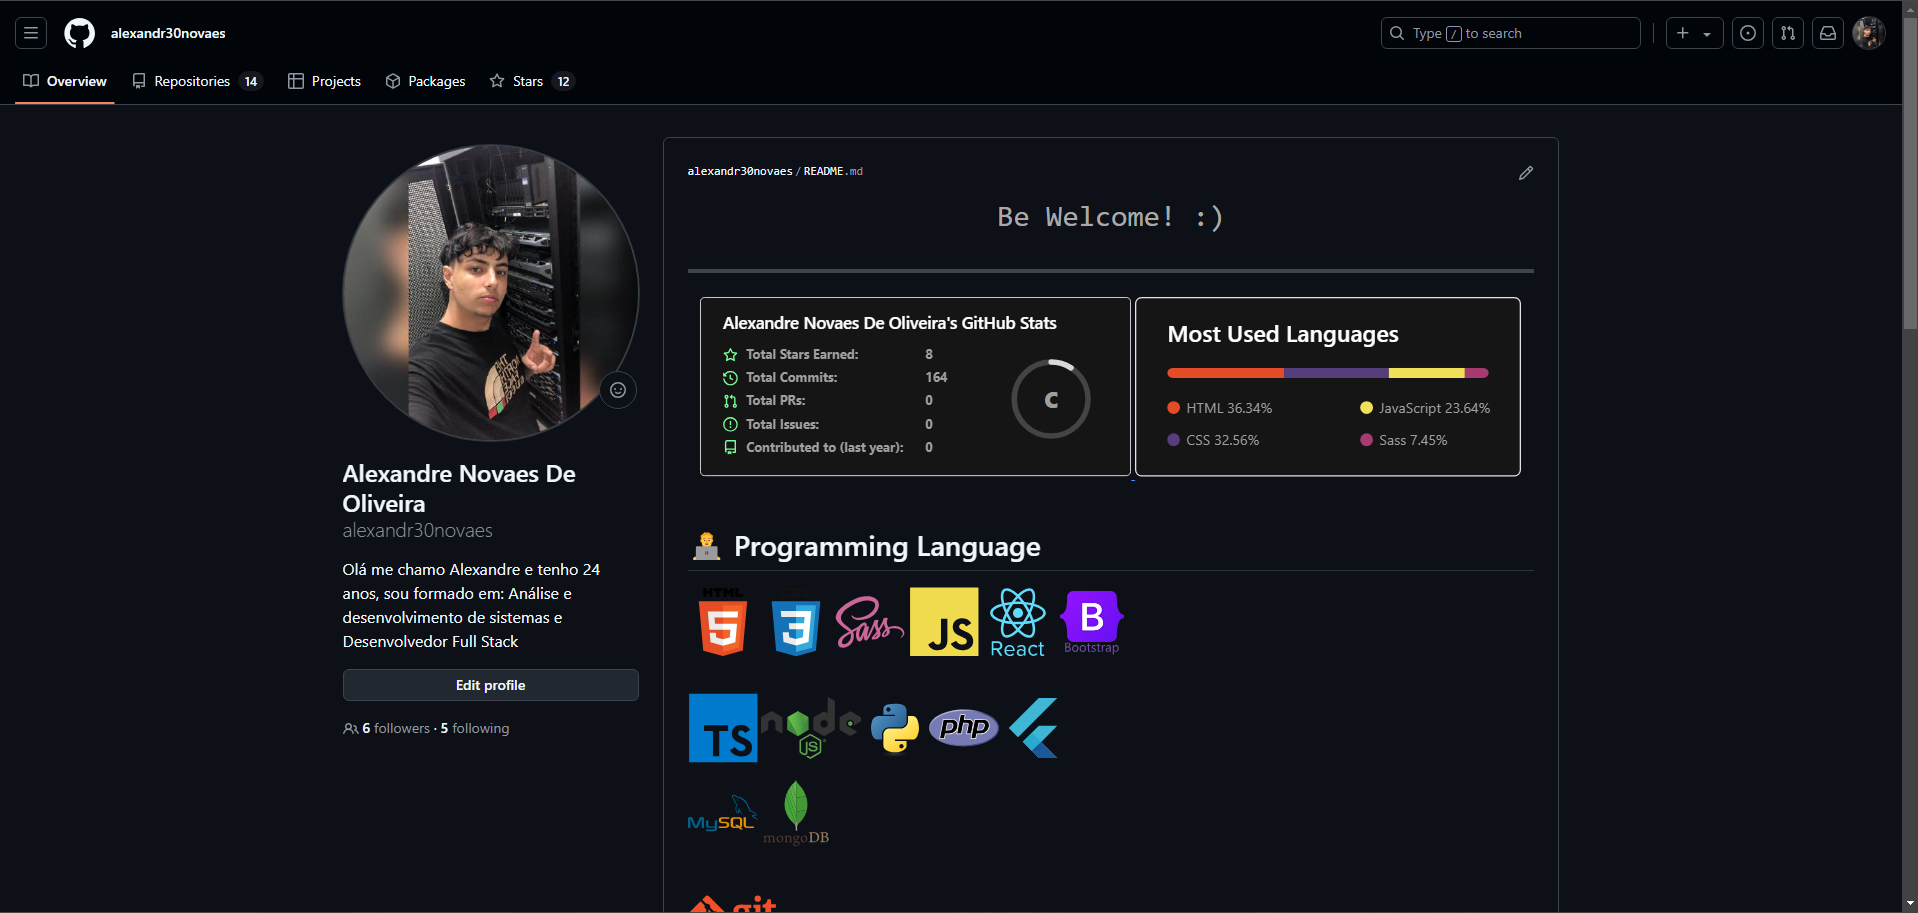 alexandr30novaes
Type / to search
Overview
Repositories 14
Projects
Packages
Stars 12
Alexandre Novaes De
Oliveira
alexandr30novaes
Olá me chamo Alexandre e tenho 24
anos, sou formado em: Análise e
desenvolvimento de sistemas e
Desenvolvedor Full Stack
Edit profile
6 followers · 5 following
alexandr30novaes / README.md
Be Welcome! :)
Alexandre Novaes De Oliveira's GitHub Stats
Total Stars Earned: 8
Total Commits: 164
Total PRs: 0
Total Issues: 0
Contributed to (last year): 0
C
Most Used Languages
HTML 36.34%
JavaScript 23.64%
CSS 32.56%
Sass 7.45%
Programming Language
HTML
5
3
Sass
JS
React
B
Bootstrap
TS
node
JS
php
MySQL
mongoDB
git